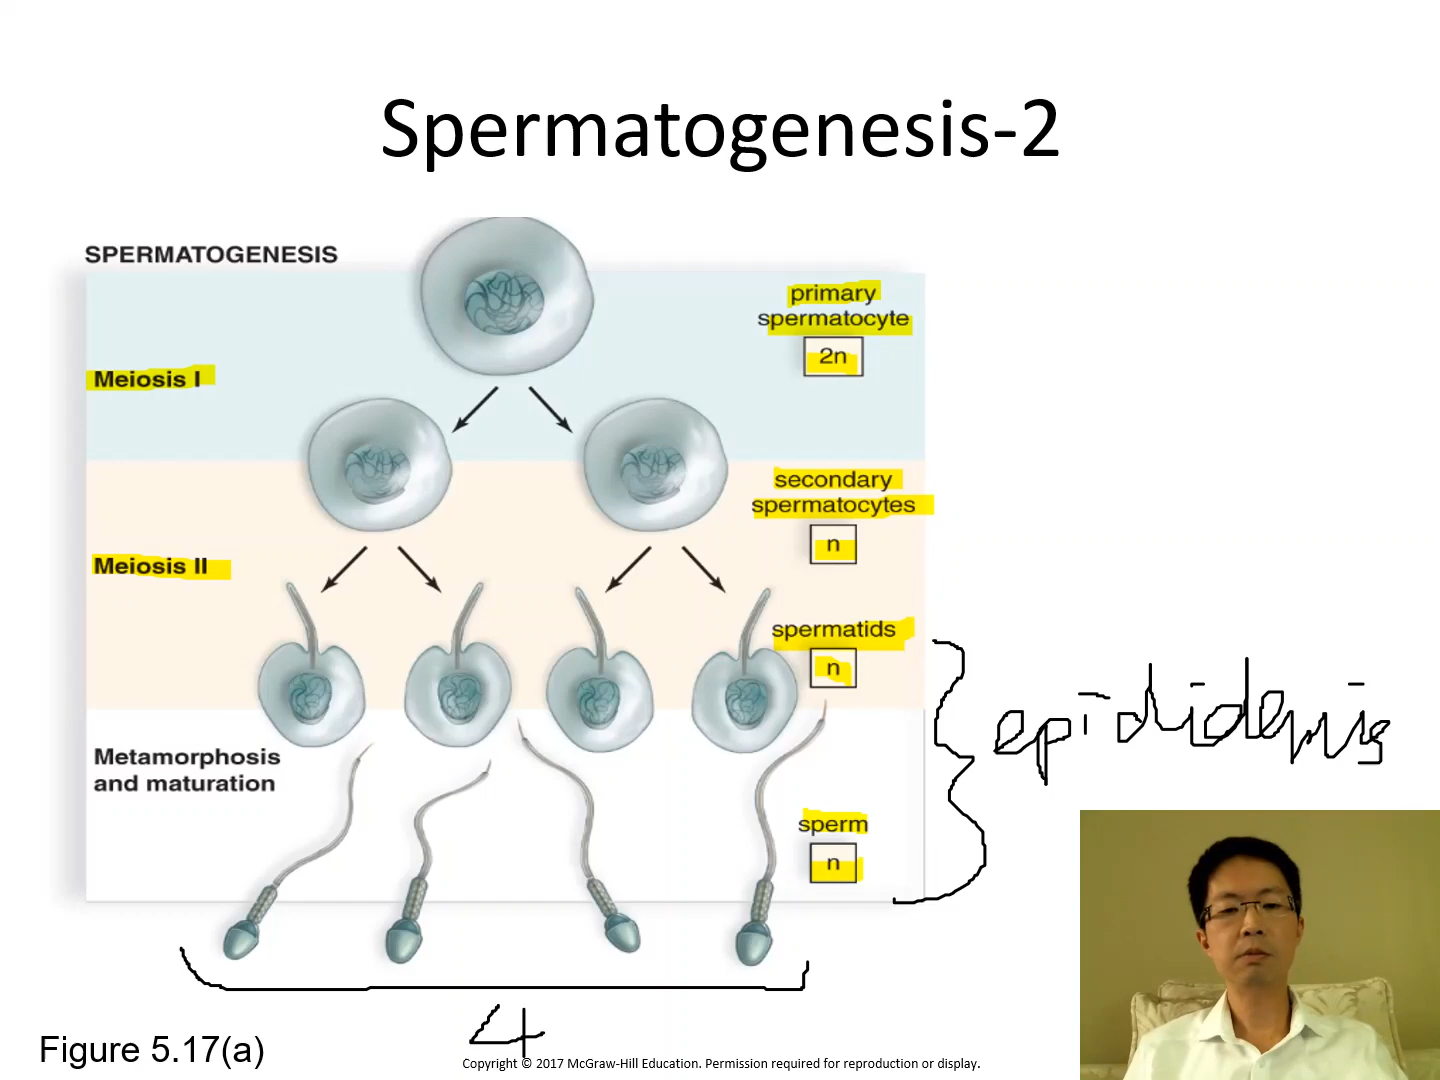 Spermatogenesis-2
SPERMATOGENESIS
primary
spermatocyte
2n
Meiosis I
secondary
spermatocytes
n
Meiosis II
spermatids
n
epididemis
Metamorphosis
and maturation
sperm
n
4
Figure 5.17(a)
Copyright © 2017 McGraw-Hill Education. Permission required for reproduction or display.